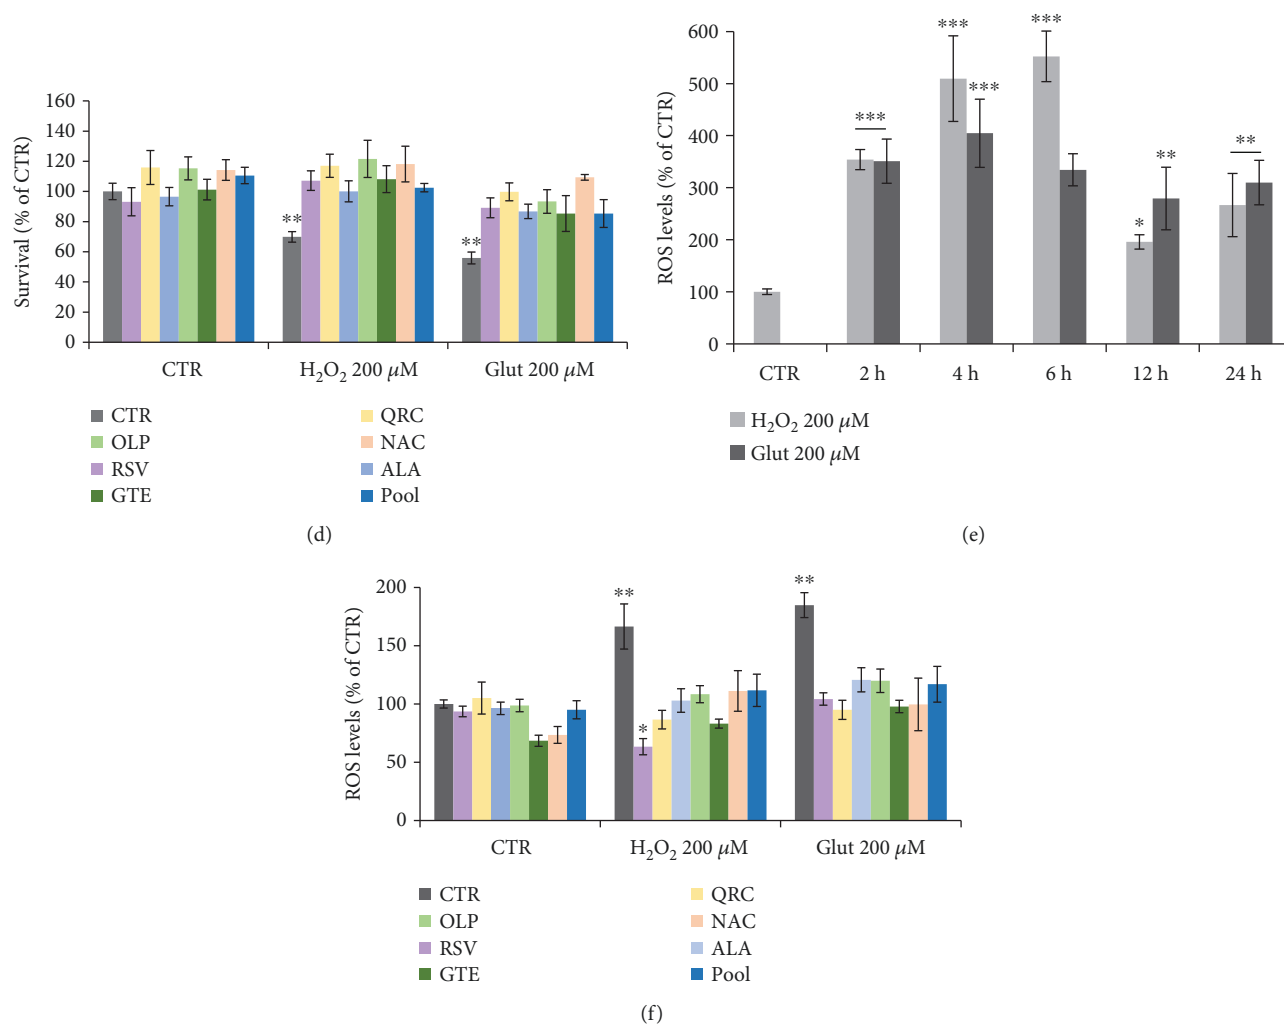 Survival (% of CTR)
160
140
120
100
80
60
40
20
0
**
**
CTR
H₂O₂ 200 μM
Glut 200 μM
CTR
QRC
OLP
NAC
RSV
ALA
GTE
Pool
(d)
ROS levels (% of CTR)
600
500
400
300
200
100
0
***
***
***
***
*
**
**
CTR
2 h
4 h
6 h
12 h
24 h
H₂O₂ 200 μM
Glut 200 μM
(e)
ROS levels (% of CTR)
200
150
100
50
0
**
*
**
CTR
H₂O₂ 200 μM
Glut 200 μM
CTR
QRC
OLP
NAC
RSV
ALA
GTE
Pool
(f)